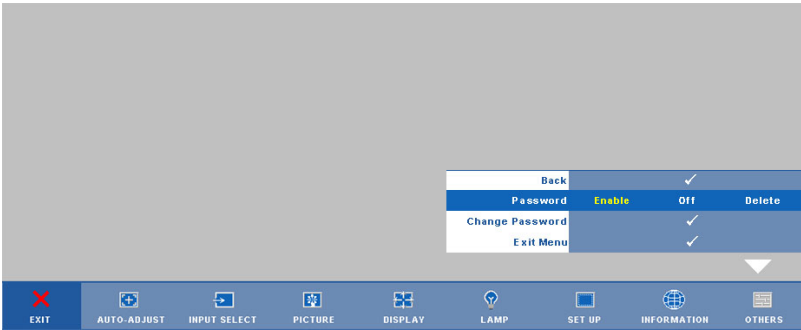 Back
Password Enable Off Delete
Change Password
Exit Menu
EXIT AUTO-ADJUST INPUT SELECT PICTURE DISPLAY LAMP SET UP INFORMATION OTHERS